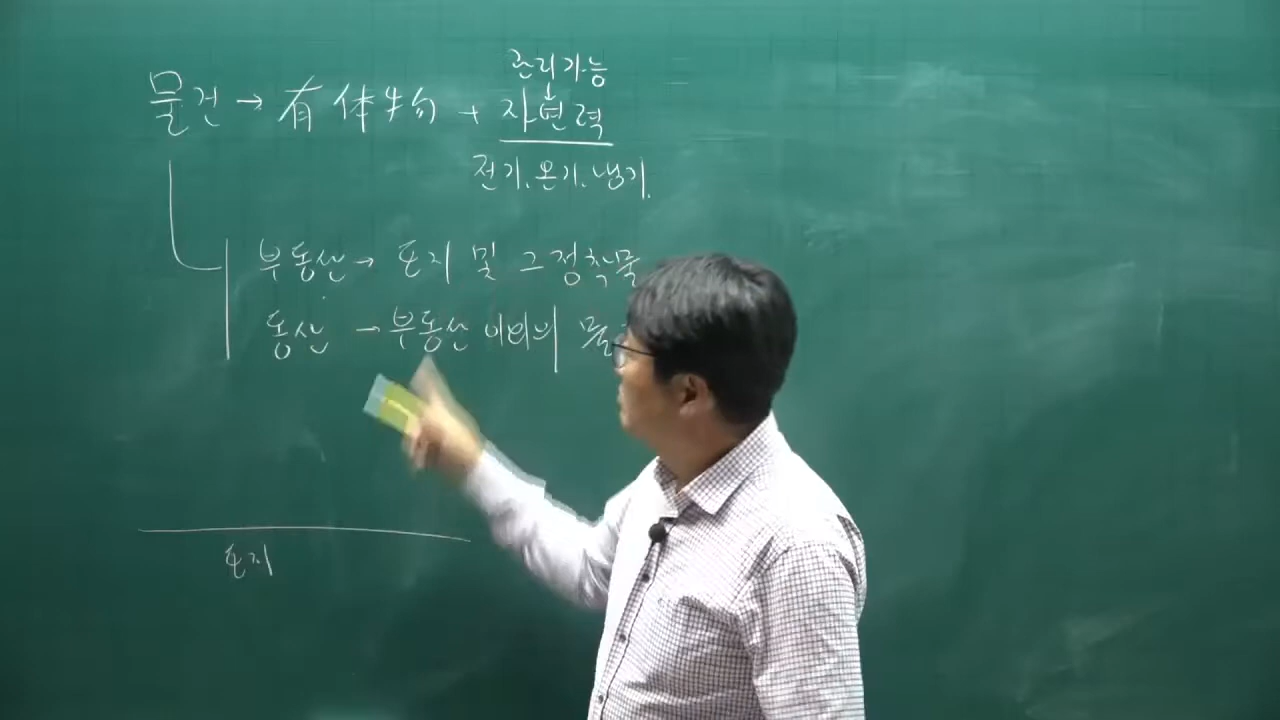 관리가능
물건 → 有体物 + 자연력
전기. 온기. 냉기.
부동산 → 토지 및 그 정착물
동산 → 부동산 이외의 물
토지